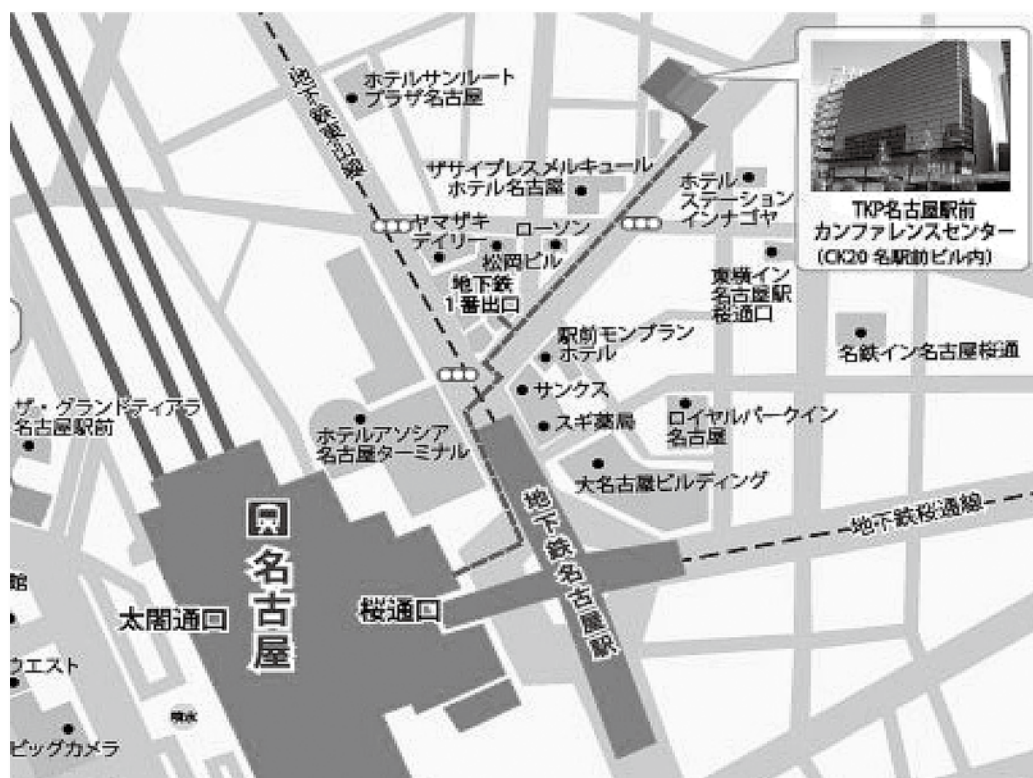 ホテルサンルート
プラザ名古屋
地下鉄東山線
ザサイプレスメルキュール
ホテル名古屋
ホテル
ステーション
インナゴヤ
TKP名古屋駅前
カンファレンスセンター
(CK20 名駅前ビル内)
ヤマザキ
デイリー
ローソン
松岡ビル
地下鉄
1番出口
東横イン
名古屋駅
桜通口
駅前モンブラン
ホテル
名鉄イン名古屋桜通
サンクス
スギ薬局
ロイヤルパークイン
名古屋
ザ・グランドティアラ
名古屋駅前
ホテルアソシア
名古屋ターミナル
大名古屋ビルディング
地下鉄名古屋駅
地下鉄桜通線
名古屋
桜通口
太閤通口
館
ウエスト
噴水
ビッグカメラ